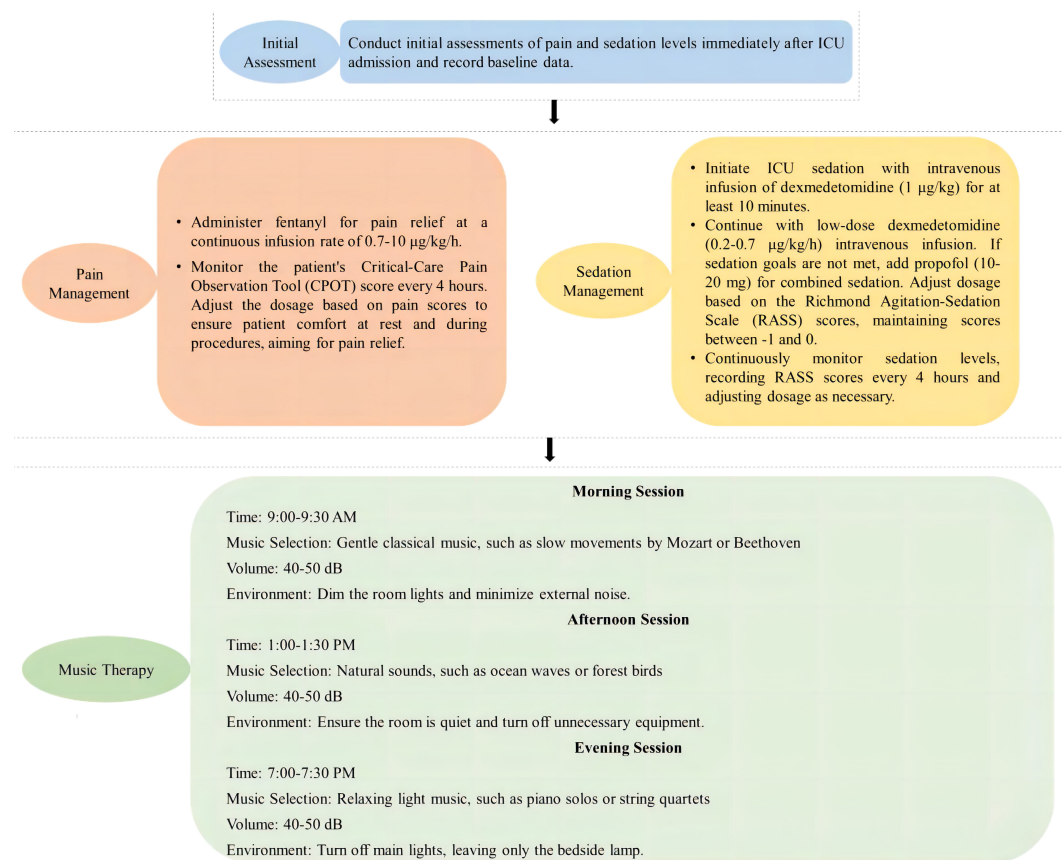 Initial
Assessment
Conduct initial assessments of pain and sedation levels immediately after ICU
admission and record baseline data.
Pain
Management
• Administer fentanyl for pain relief at a
continuous infusion rate of 0.7-10 μg/kg/h.
• Monitor the patient's Critical-Care Pain
Observation Tool (CPOT) score every 4 hours.
Adjust the dosage based on pain scores to
ensure patient comfort at rest and during
procedures, aiming for pain relief.
Sedation
Management
• Initiate ICU sedation with intravenous
infusion of dexmedetomidine (1 μg/kg) for at
least 10 minutes.
• Continue with low-dose dexmedetomidine
(0.2-0.7 μg/kg/h) intravenous infusion. If
sedation goals are not met, add propofol (10-
20 mg) for combined sedation. Adjust dosage
based on the Richmond Agitation-Sedation
Scale (RASS) scores, maintaining scores
between -1 and 0.
• Continuously monitor sedation levels,
recording RASS scores every 4 hours and
adjusting dosage as necessary.
Music Therapy
Morning Session
Time: 9:00-9:30 AM
Music Selection: Gentle classical music, such as slow movements by Mozart or Beethoven
Volume: 40-50 dB
Environment: Dim the room lights and minimize external noise.
Afternoon Session
Time: 1:00-1:30 PM
Music Selection: Natural sounds, such as ocean waves or forest birds
Volume: 40-50 dB
Environment: Ensure the room is quiet and turn off unnecessary equipment.
Evening Session
Time: 7:00-7:30 PM
Music Selection: Relaxing light music, such as piano solos or string quartets
Volume: 40-50 dB
Environment: Turn off main lights, leaving only the bedside lamp.